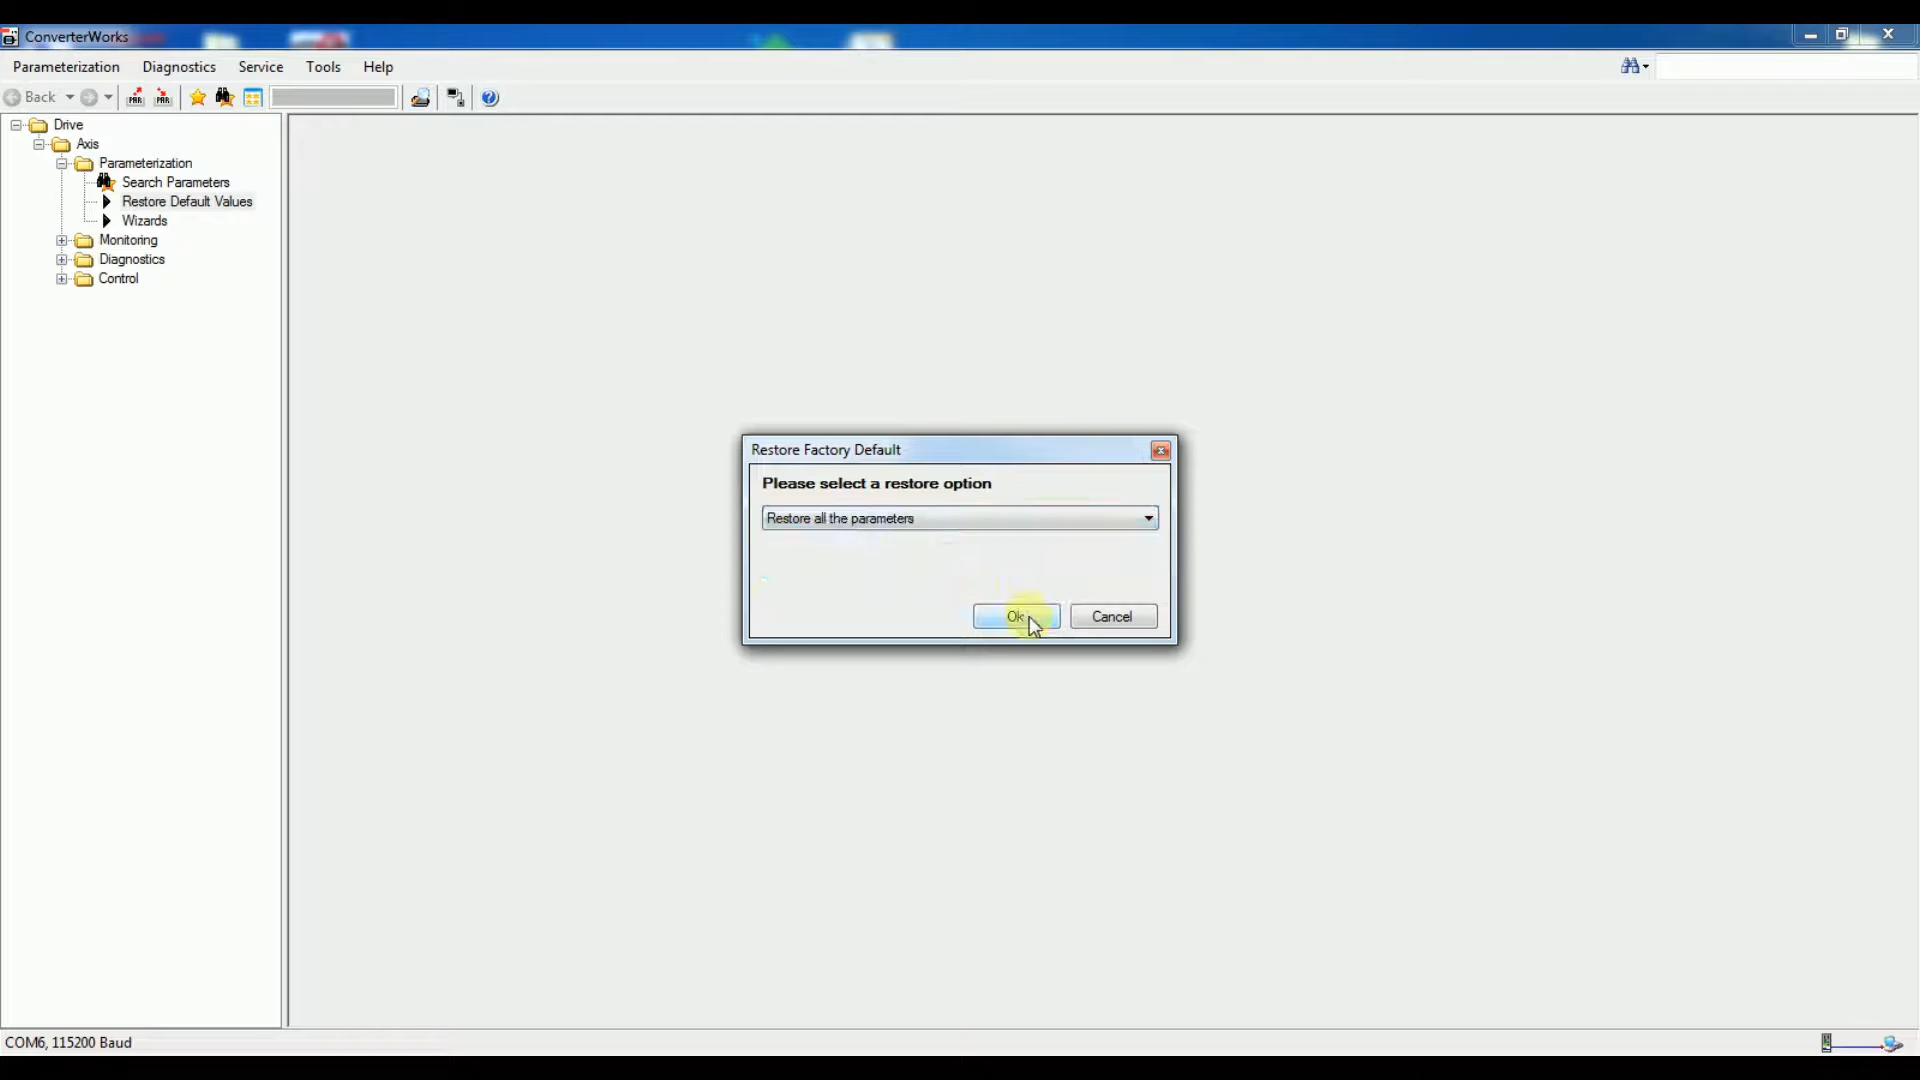 ConverterWorks
Parameterization Diagnostics Service Tools Help
Back
Drive
Axis
Parameterization
Search Parameters
Restore Default Values
Wizards
Monitoring
Diagnostics
Control
Restore Factory Default
Please select a restore option
Restore all the parameters
Ok Cancel
COM6, 115200 Baud